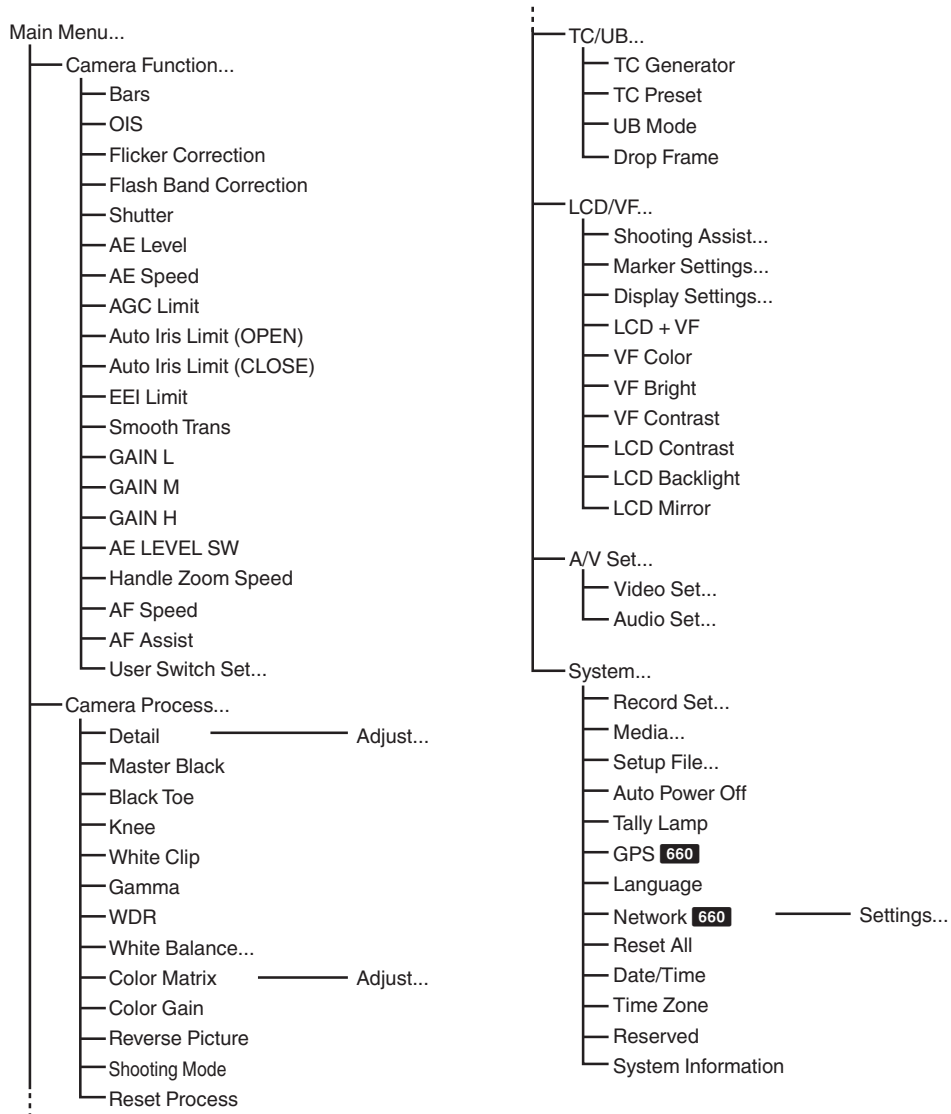 Main Menu...
Camera Function...
Bars
OIS
Flicker Correction
Flash Band Correction
Shutter
AE Level
AE Speed
AGC Limit
Auto Iris Limit (OPEN)
Auto Iris Limit (CLOSE)
EEI Limit
Smooth Trans
GAIN L
GAIN M
GAIN H
AE LEVEL SW
Handle Zoom Speed
AF Speed
AF Assist
User Switch Set...
Camera Process...
Detail Adjust...
Master Black
Black Toe
Knee
White Clip
Gamma
WDR
White Balance...
Color Matrix Adjust...
Color Gain
Reverse Picture
Shooting Mode
Reset Process
TC/UB...
TC Generator
TC Preset
UB Mode
Drop Frame
LCD/VF...
Shooting Assist...
Marker Settings...
Display Settings...
LCD + VF
VF Color
VF Bright
VF Contrast
LCD Contrast
LCD Backlight
LCD Mirror
A/V Set...
Video Set...
Audio Set...
System...
Record Set...
Media...
Setup File...
Auto Power Off
Tally Lamp
GPS 660
Language
Network 660 Settings...
Reset All
Date/Time
Time Zone
Reserved
System Information